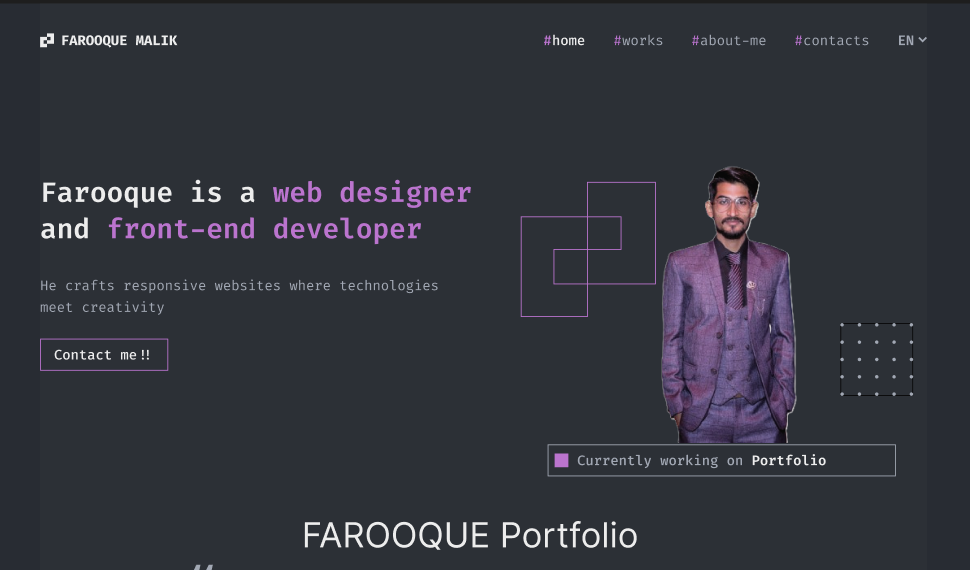 FAROOQUE MALIK
#home #works #about-me #contacts EN
Farooque is a web designer
and front-end developer
He crafts responsive websites where technologies
meet creativity
Contact me!!
Currently working on Portfolio
FAROOQUE Portfolio